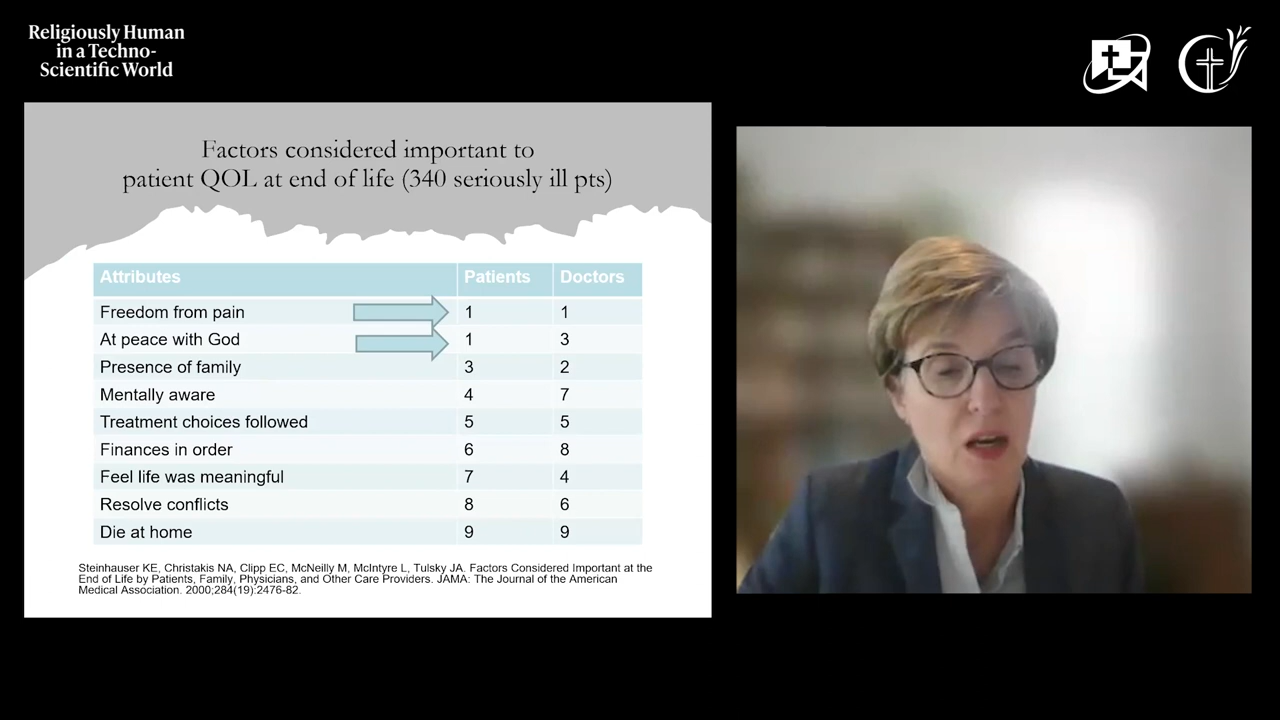 Religiously Human
in a Techno-
Scientific World
Factors considered important to
patient QOL at end of life (340 seriously ill pts)
Attributes Patients Doctors
Freedom from pain 1 1
At peace with God 1 3
Presence of family 3 2
Mentally aware 4 7
Treatment choices followed 5 5
Finances in order 6 8
Feel life was meaningful 7 4
Resolve conflicts 8 6
Die at home 9 9
Steinhauser KE, Christakis NA, Clipp EC, McNeilly M, McIntyre L, Tulsky JA. Factors Considered Important at the
End of Life by Patients, Family, Physicians, and Other Care Providers. JAMA: The Journal of the American
Medical Association. 2000;284(19):2476-82.